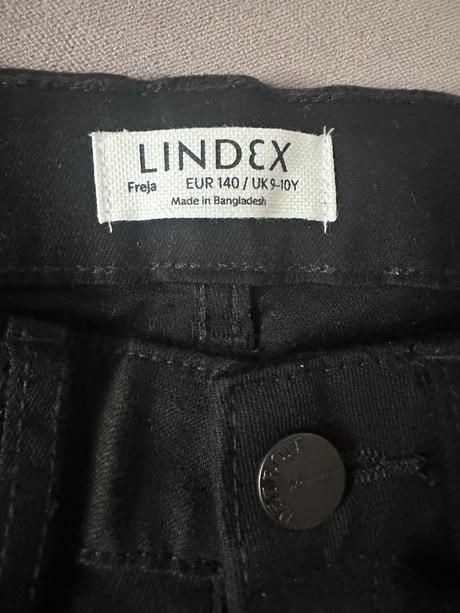 LINDEX
Freja EUR 140 / UK 9-10Y
Made in Bangladesh